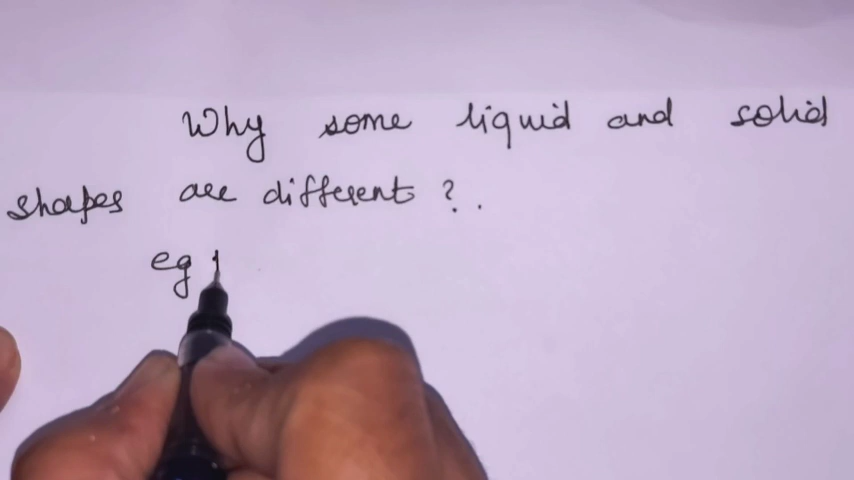 Why some liquid and solid
shapes are different ?.
eg